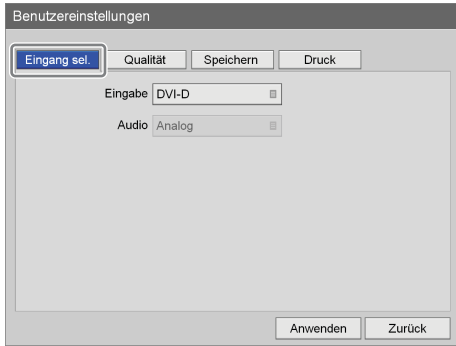 Benutzereinstellungen
Eingang sel. Qualität Speichern Druck
Eingabe DVI-D
Audio Analog
Anwenden Zurück